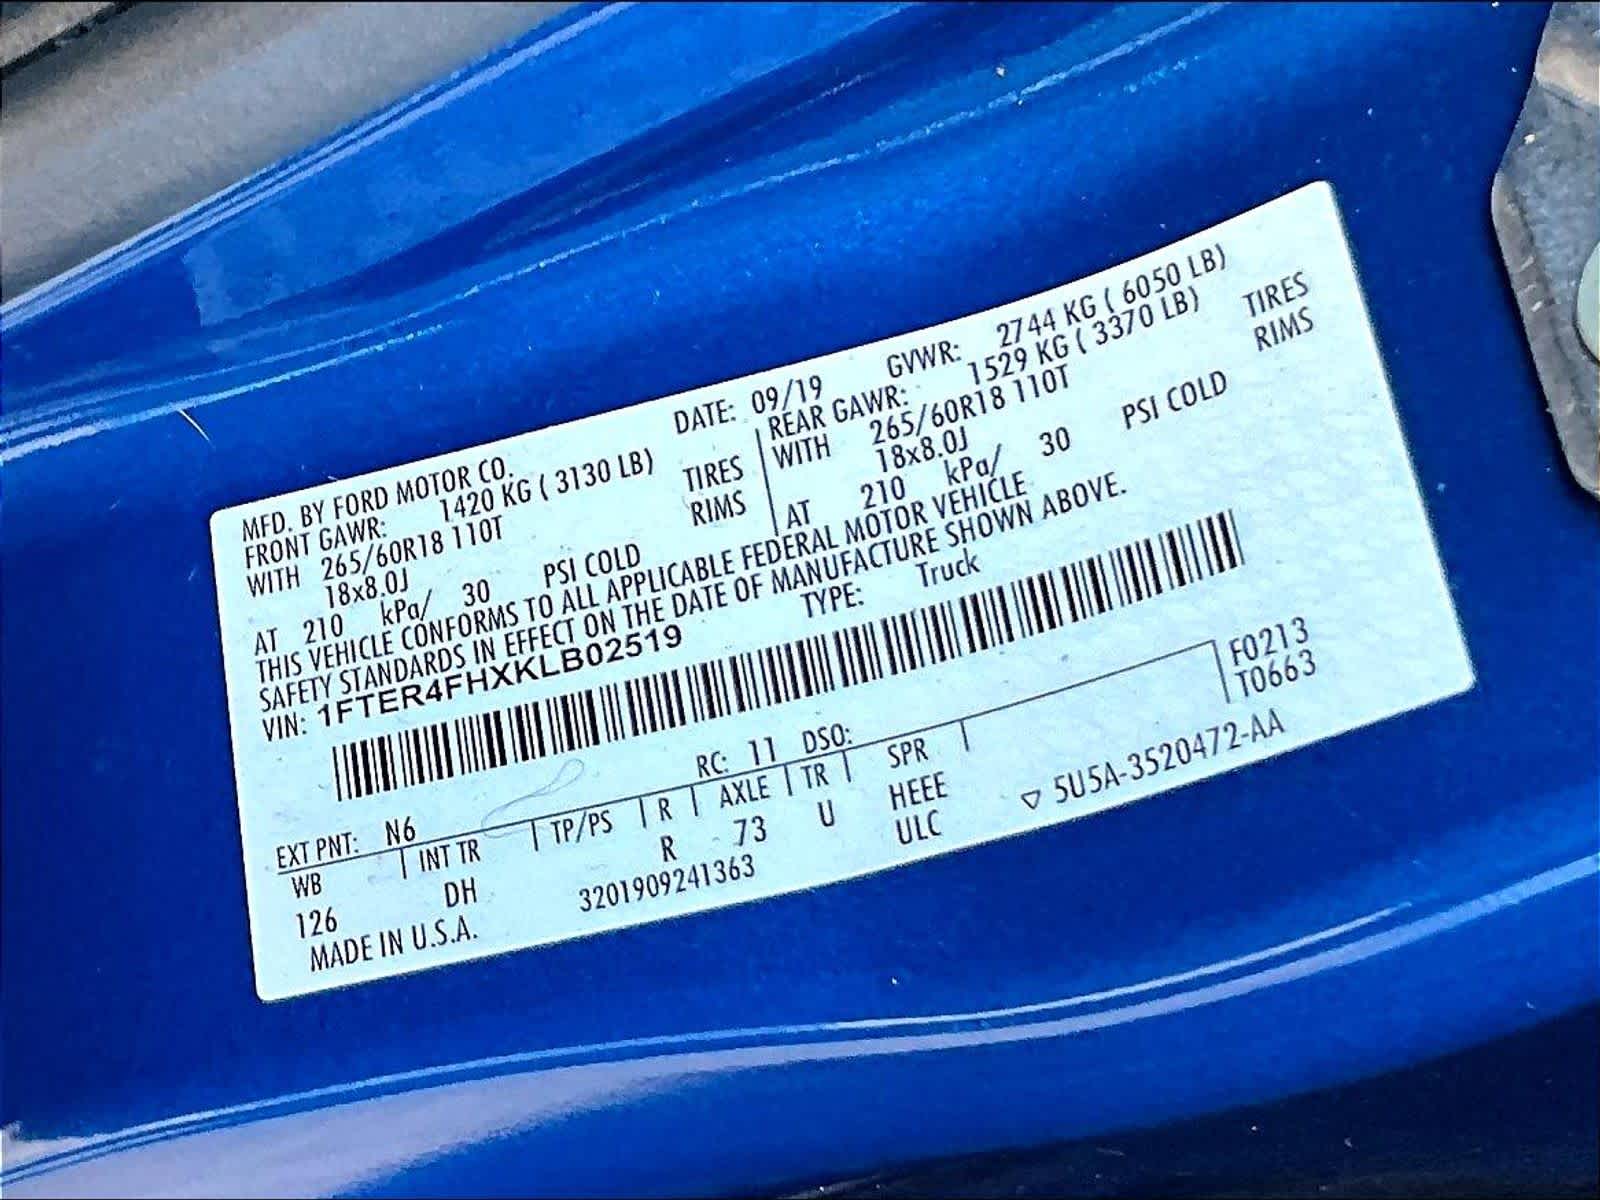 MFD. BY FORD MOTOR CO. DATE: 09/19 GVWR: 2744 KG ( 6050 LB)
FRONT GAWR: 1420 KG ( 3130 LB) REAR GAWR: 1529 KG ( 3370 LB)
WITH 265/60R18 110T TIRES WITH 265/60R18 110T TIRES
18x8.0J RIMS 18x8.0J RIMS
AT 210 kPa/ 30 PSI COLD AT 210 kPa/ 30 PSI COLD
THIS VEHICLE CONFORMS TO ALL APPLICABLE FEDERAL MOTOR VEHICLE
SAFETY STANDARDS IN EFFECT ON THE DATE OF MANUFACTURE SHOWN ABOVE.
VIN: 1FTER4FHXKLB02519 TYPE: Truck
F0213
T0663
EXT PNT: N6 RC: 11 DSO:
WB INT TR TP/PS R AXLE TR SPR
126 DH R 73 U HEEE
ULC
MADE IN U.S.A. 3201909241363 ▽ 5U5A-3520472-AA